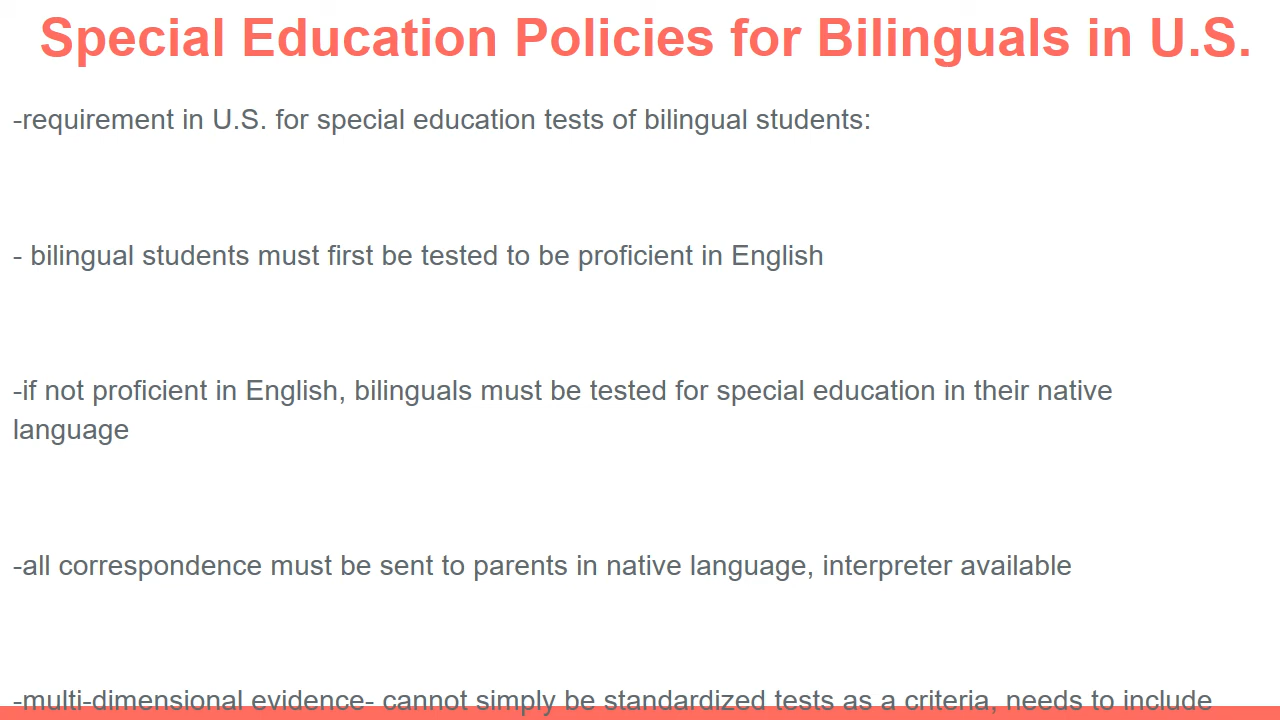 Special Education Policies for Bilinguals in U.S.
-requirement in U.S. for special education tests of bilingual students:
- bilingual students must first be tested to be proficient in English
-if not proficient in English, bilinguals must be tested for special education in their native
language
-all correspondence must be sent to parents in native language, interpreter available
-multi-dimensional evidence- cannot simply be standardized tests as a criteria, needs to include